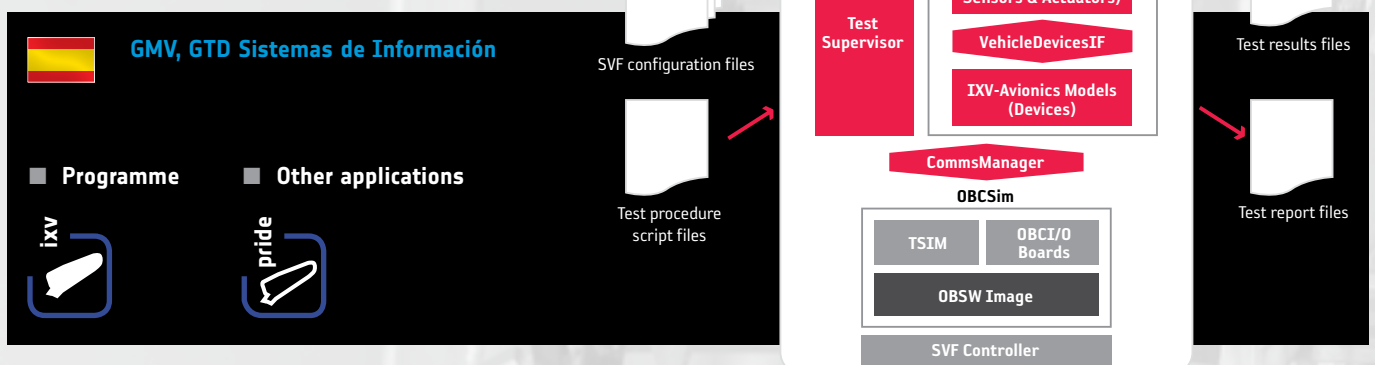 GMV, GTD Sistemas de Información
Programme
Other applications
ixv
pride
SVF configuration files
Test procedure
script files
Test
Supervisor
Sensors & Actuators)
VehicleDevicesIF
IXV-Avionics Models
(Devices)
CommsManager
OBCSim
TSIM
OBCI/O
Boards
OBSW Image
SVF Controller
Test results files
Test report files